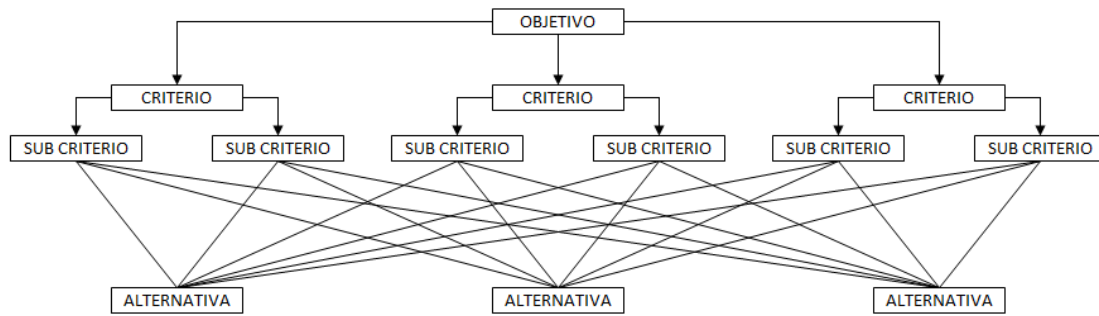 OBJETIVO
CRITERIO CRITERIO CRITERIO
SUB CRITERIO SUB CRITERIO SUB CRITERIO SUB CRITERIO SUB CRITERIO SUB CRITERIO
ALTERNATIVA ALTERNATIVA ALTERNATIVA